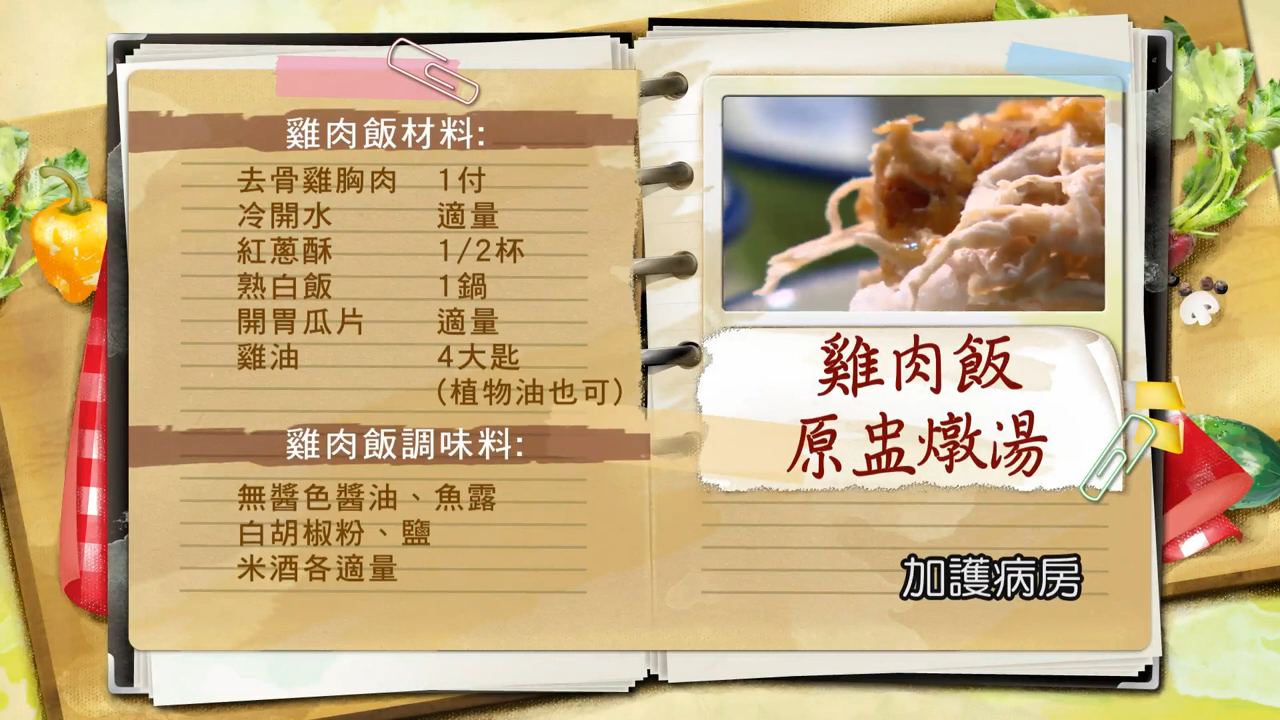 雞肉飯材料:
去骨雞胸肉 1付
冷開水 適量
紅蔥酥 1/2杯
熟白飯 1鍋
開胃瓜片 適量
雞油 4大匙
(植物油也可)
雞肉飯調味料:
無醬色醬油、魚露
白胡椒粉、鹽
米酒各適量
雞肉飯
原盅燉湯
加護病房